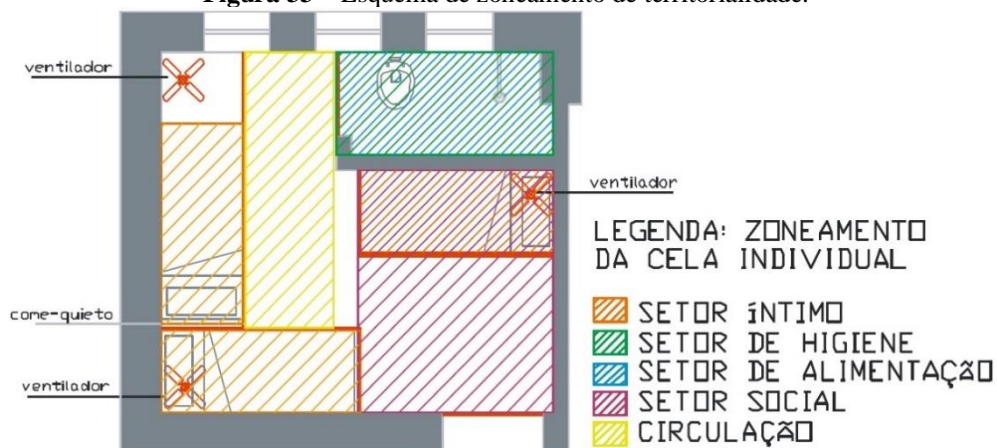 Figura 33 – Esquema de zoneamento de territorialidade.
ventilador
ventilador
come-quieto
ventilador
LEGENDA: ZONEAMENTO
DA CELA INDIVIDUAL
SETOR íNTIMO
SETOR DE HIGIENE
SETOR DE ALIMENTAÇÃO
SETOR SOCIAL
CIRCULAÇÃO